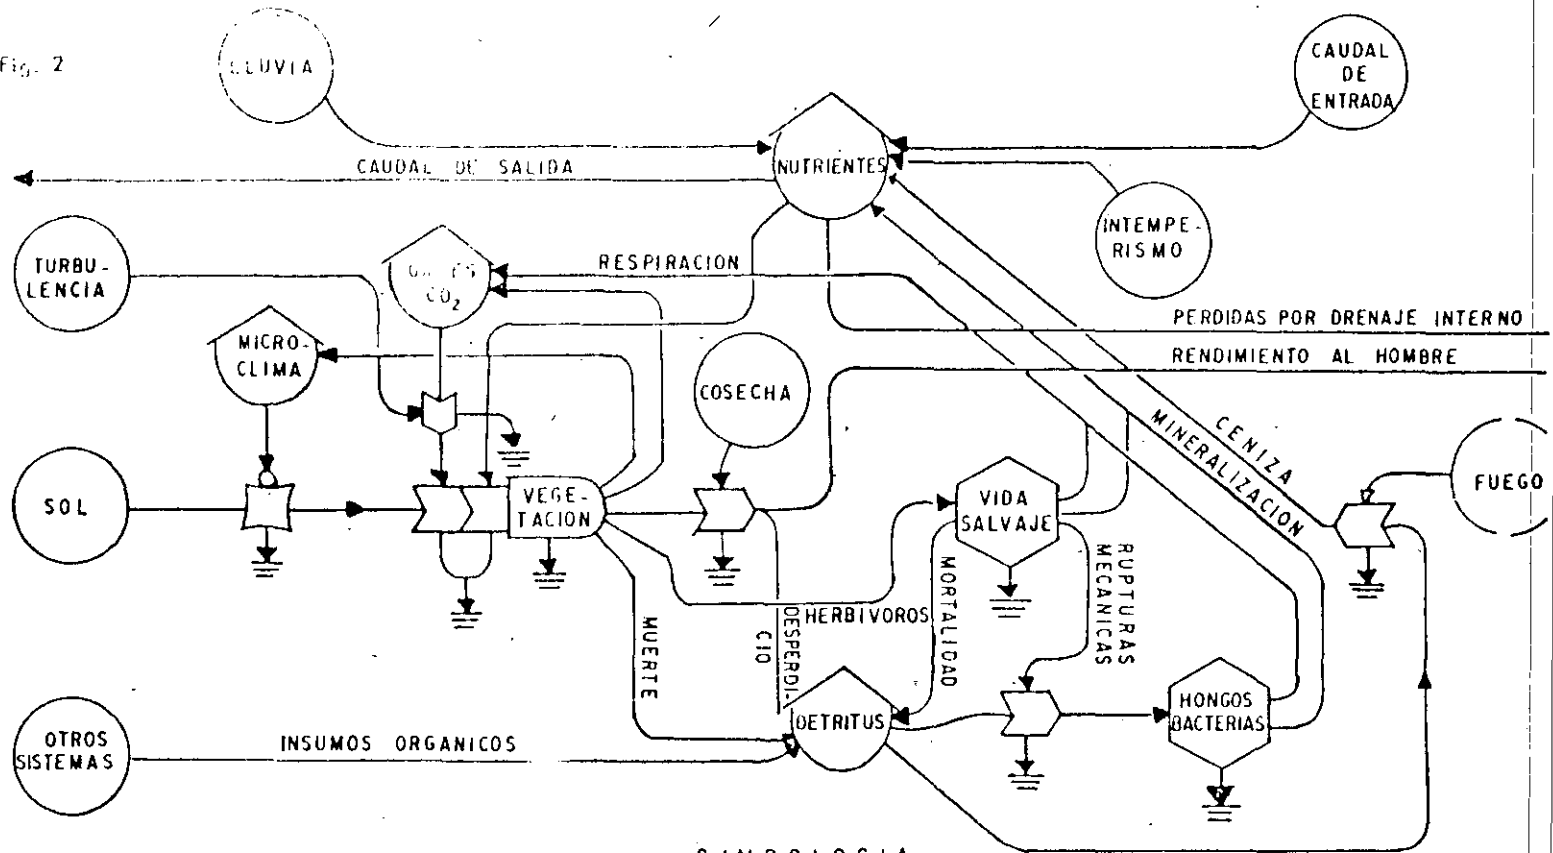 Fig. 2
LLUVIA
CAUDAL
DE
ENTRADA
CAUDAL DE SALIDA
NUTRIENTES
INTEMPE-
RISMO
TURBU-
LENCIA
GASES
CO2
RESPIRACION
PERDIDAS POR DRENAJE INTERNO
RENDIMIENTO AL HOMBRE
MICRO-
CLIMA
COSECHA
CENIZA
MINERALIZACION
FUEGO
SOL
VEGE-
TACION
VIDA
SALVAJE
RUPTURAS
MECANICAS
MORTALIDAD
HERBIVOROS
DESPERDI-
CIO
MUERTE
DETRITUS
HONGOS
BACTERIAS
OTROS
SISTEMAS
INSUMOS ORGANICOS